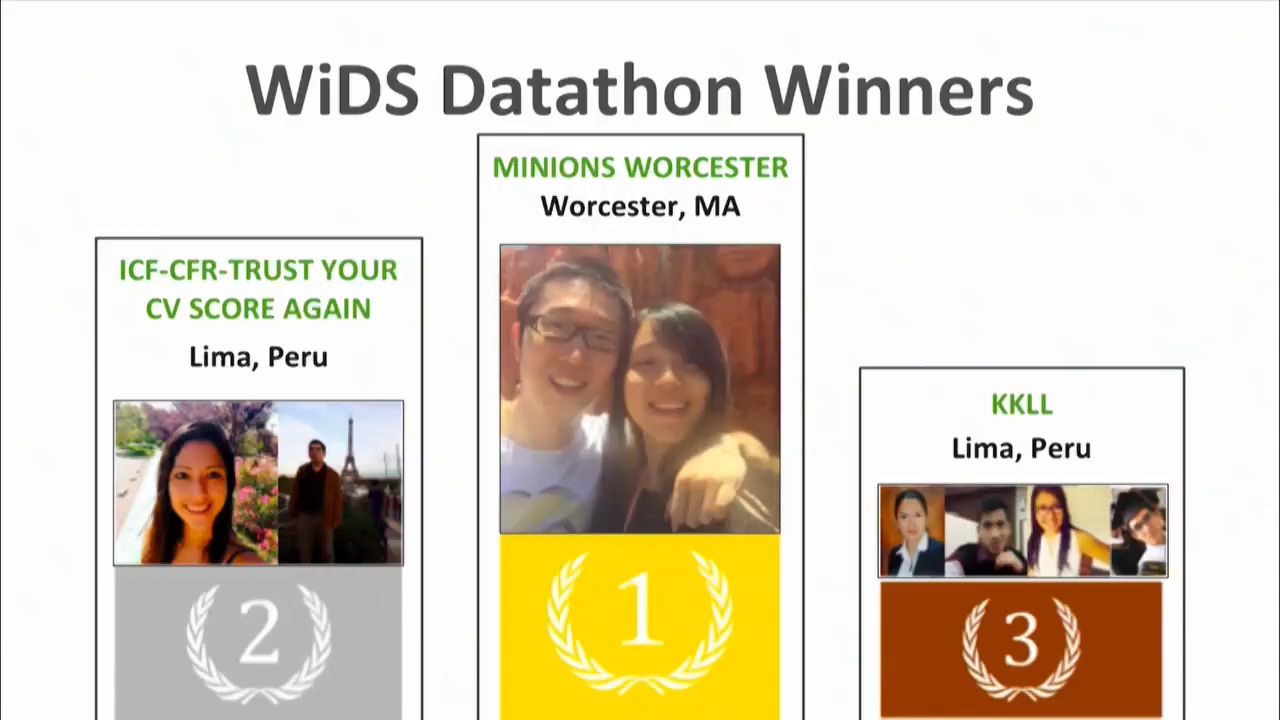 WiDS Datathon Winners
MINIONS WORCESTER
Worcester, MA
ICF-CFR-TRUST YOUR
CV SCORE AGAIN
Lima, Peru
KKLL
Lima, Peru
2
1
3